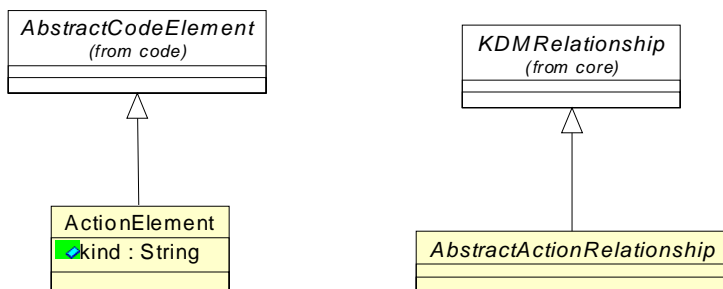 AbstractCodeElement
(from code)
KDMRelationship
(from core)
ActionElement
kind : String
AbstractActionRelationship